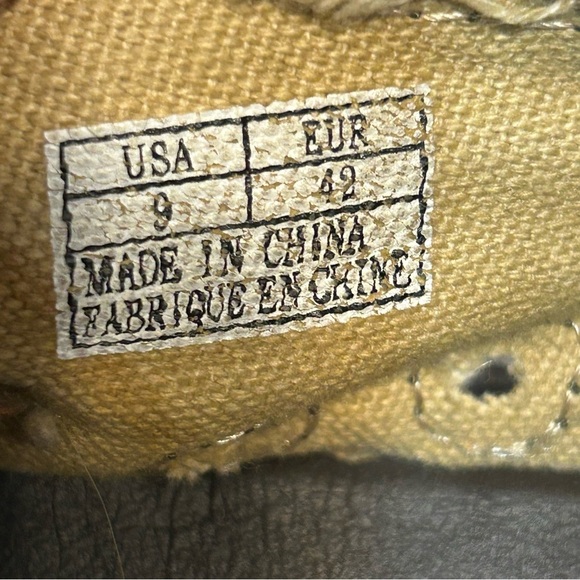 USA EUR
9 42
MADE IN CHINA
FABRIQUE EN CHINE